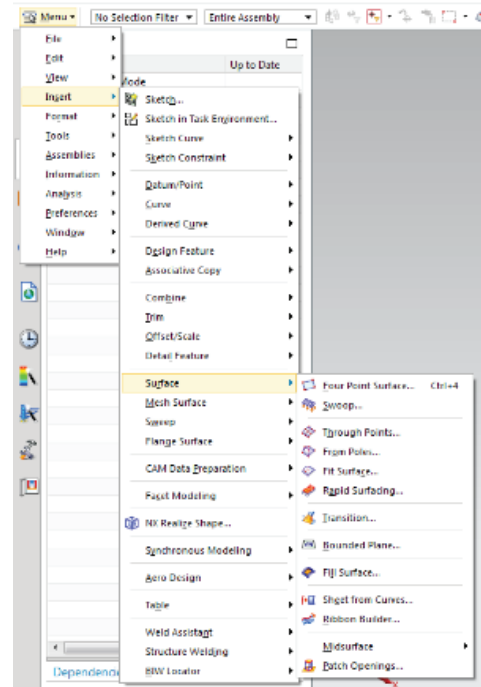 Menu No Selection Filter Entire Assembly
File
Edit
View
Insert
Format
Tools
Assemblies
Information
Analysis
Preferences
Window
Help
Up to Date
Mode
Sketch...
Sketch in Task Environment...
Sketch Curve
Sketch Constraint
Datum/Point
Curve
Derived Curve
Design Feature
Associative Copy
Combine
Trim
Offset/Scale
Detail Feature
Surface
Mesh Surface
Sweep
Flange Surface
CAM Data Preparation
Facet Modeling
NX Realize Shape...
Synchronous Modeling
Aero Design
Table
Weld Assistant
Structure Welding
BIW Locator
Four Point Surface... Ctrl+4
Swoop...
Through Points...
From Poles...
Fit Surface...
Rapid Surfacing...
Transition...
Bounded Plane...
Fill Surface...
Sheet from Curves...
Ribbon Builder...
Midsurface
Patch Openings...
Dependenci